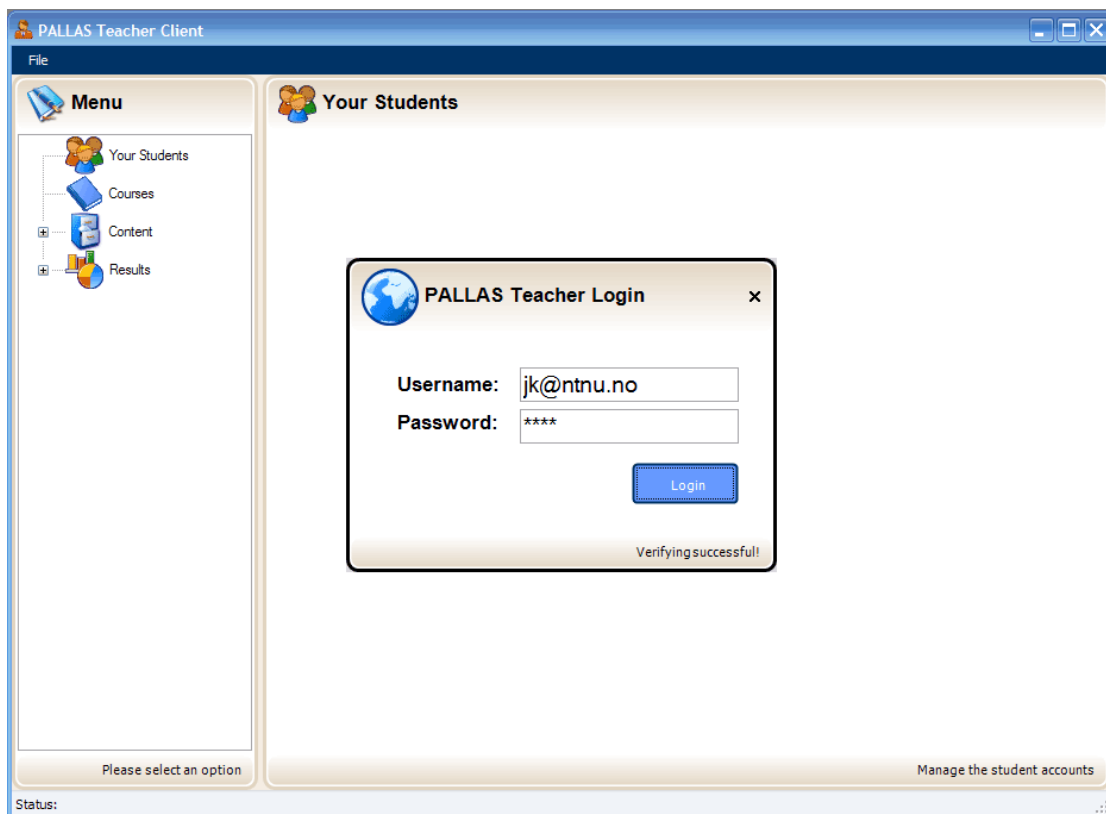 PALLAS Teacher Client
File
Menu
Your Students
Courses
Content
Results
Please select an option
Your Students
PALLAS Teacher Login
Username: jk@ntnu.no
Password: ****
Login
Verifying successful!
Manage the student accounts
Status: